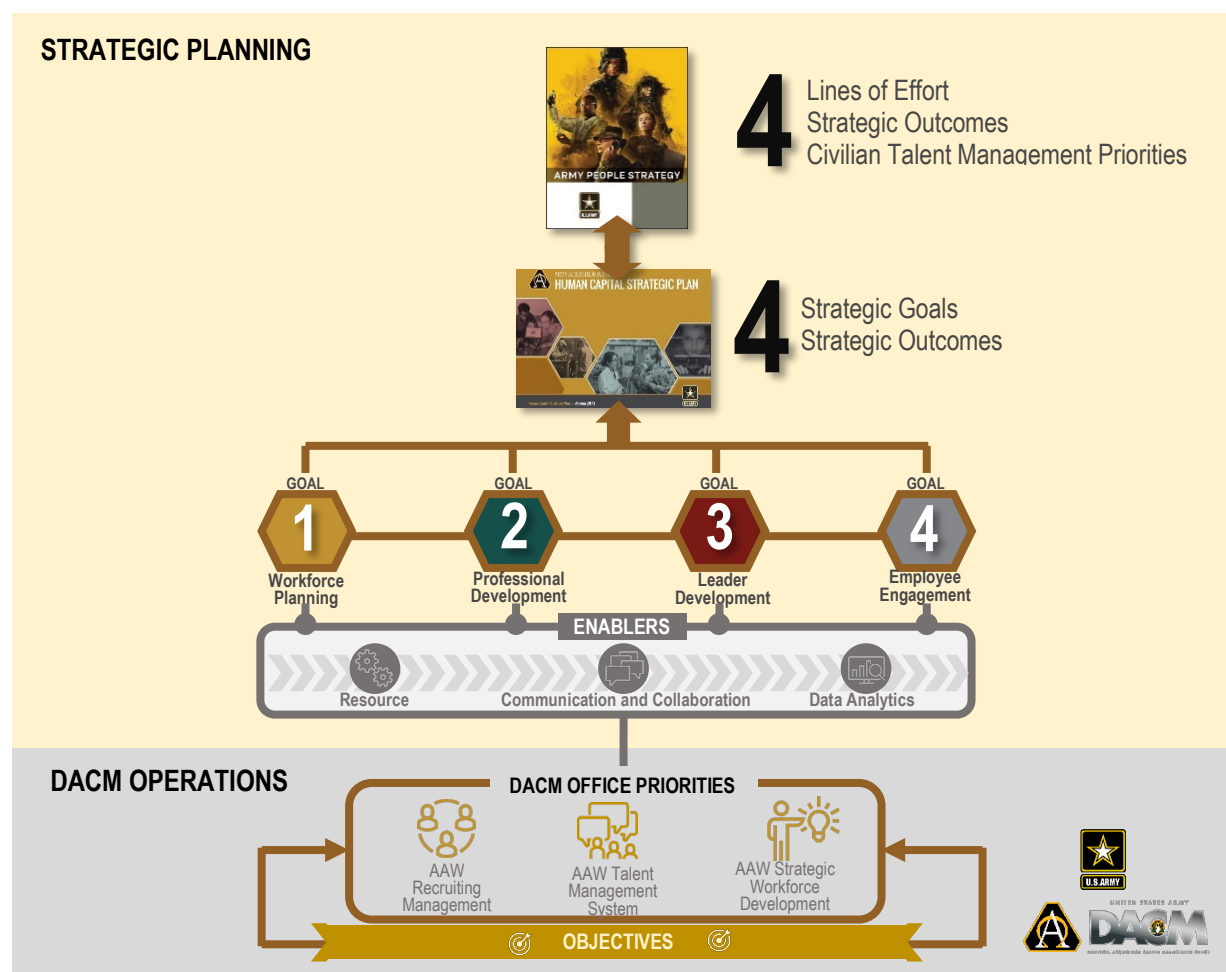 STRATEGIC PLANNING
ARMY PEOPLE STRATEGY
U.S.ARMY
4
Lines of Effort
Strategic Outcomes
Civilian Talent Management Priorities
HUMAN CAPITAL STRATEGIC PLAN
U.S.ARMY
4
Strategic Goals
Strategic Outcomes
GOAL
1
Workforce
Planning
GOAL
2
Professional
Development
GOAL
3
Leader
Development
GOAL
4
Employee
Engagement
ENABLERS
Resource
Communication and Collaboration
Data Analytics
DACM OPERATIONS
DACM OFFICE PRIORITIES
AAW
Recruiting
Management
AAW Talent
Management
System
AAW Strategic
Workforce
Development
OBJECTIVES
U.S.ARMY
UNITED STATES ARMY
DACM